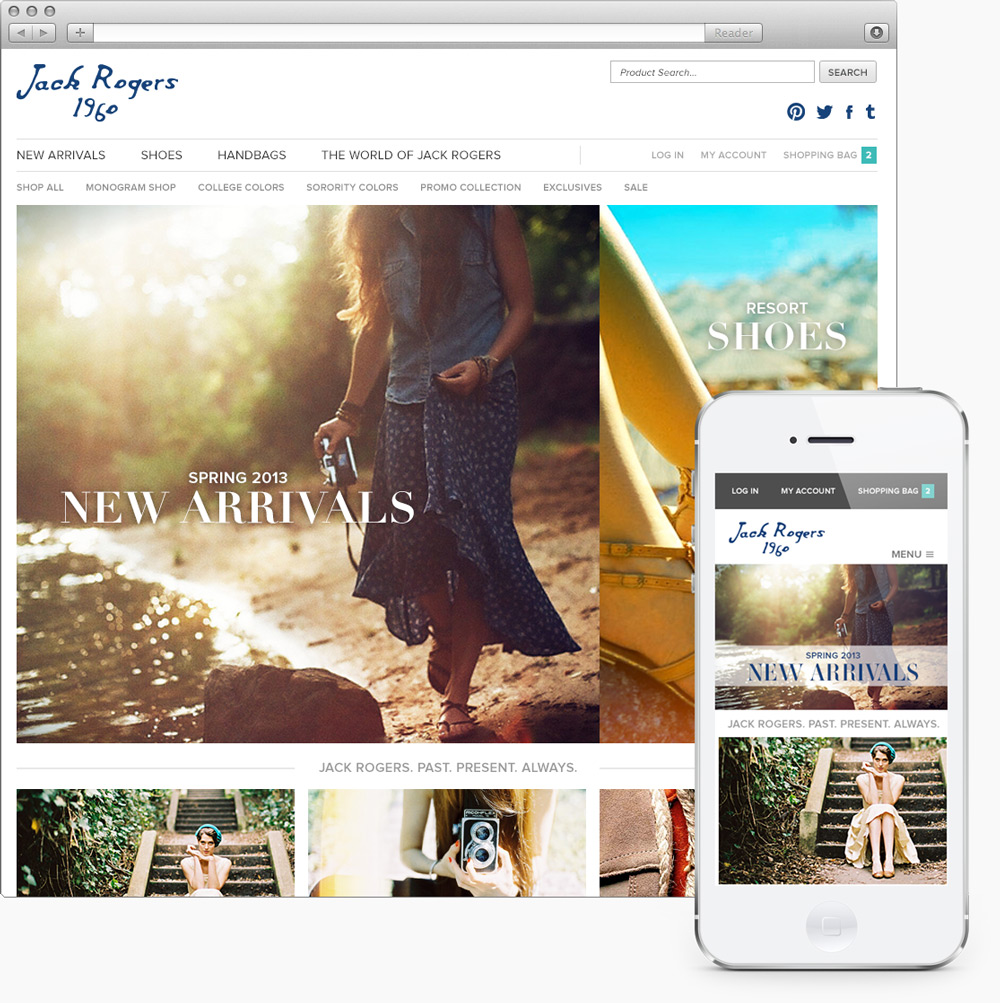 Reader
Jack Rogers
1960
Product Search...
SEARCH
NEW ARRIVALS SHOES HANDBAGS THE WORLD OF JACK ROGERS
LOG IN MY ACCOUNT SHOPPING BAG 2
SHOP ALL MONOGRAM SHOP COLLEGE COLORS SORORITY COLORS PROMO COLLECTION EXCLUSIVES SALE
SPRING 2013
NEW ARRIVALS
RESORT
SHOES
JACK ROGERS. PAST. PRESENT. ALWAYS.
LOG IN MY ACCOUNT SHOPPING BAG 2
Jack Rogers
1960
MENU
SPRING 2013
NEW ARRIVALS
JACK ROGERS. PAST. PRESENT. ALWAYS.